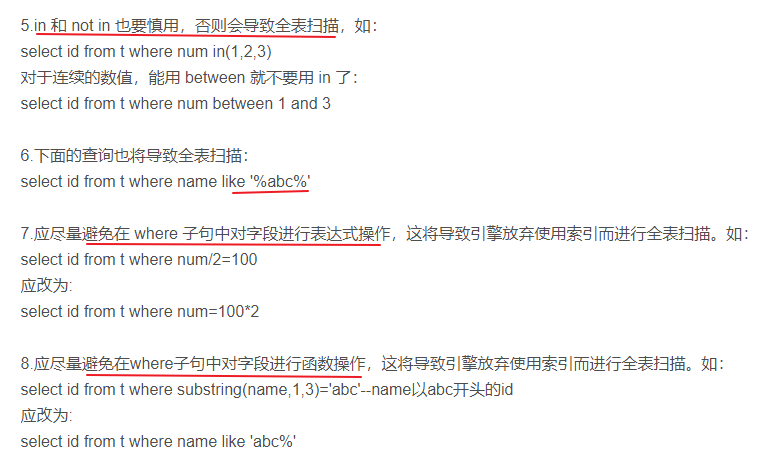 5.in 和 not in 也要慎用，否则会导致全表扫描，如：
select id from t where num in(1,2,3)
对于连续的数值，能用 between 就不要用 in 了：
select id from t where num between 1 and 3
6.下面的查询也将导致全表扫描：
select id from t where name like '%abc%'
7.应尽量避免在 where 子句中对字段进行表达式操作，这将导致引擎放弃使用索引而进行全表扫描。如：
select id from t where num/2=100
应改为:
select id from t where num=100*2
8.应尽量避免在where子句中对字段进行函数操作，这将导致引擎放弃使用索引而进行全表扫描。如：
select id from t where substring(name,1,3)='abc'--name以abc开头的id
应改为:
select id from t where name like 'abc%'